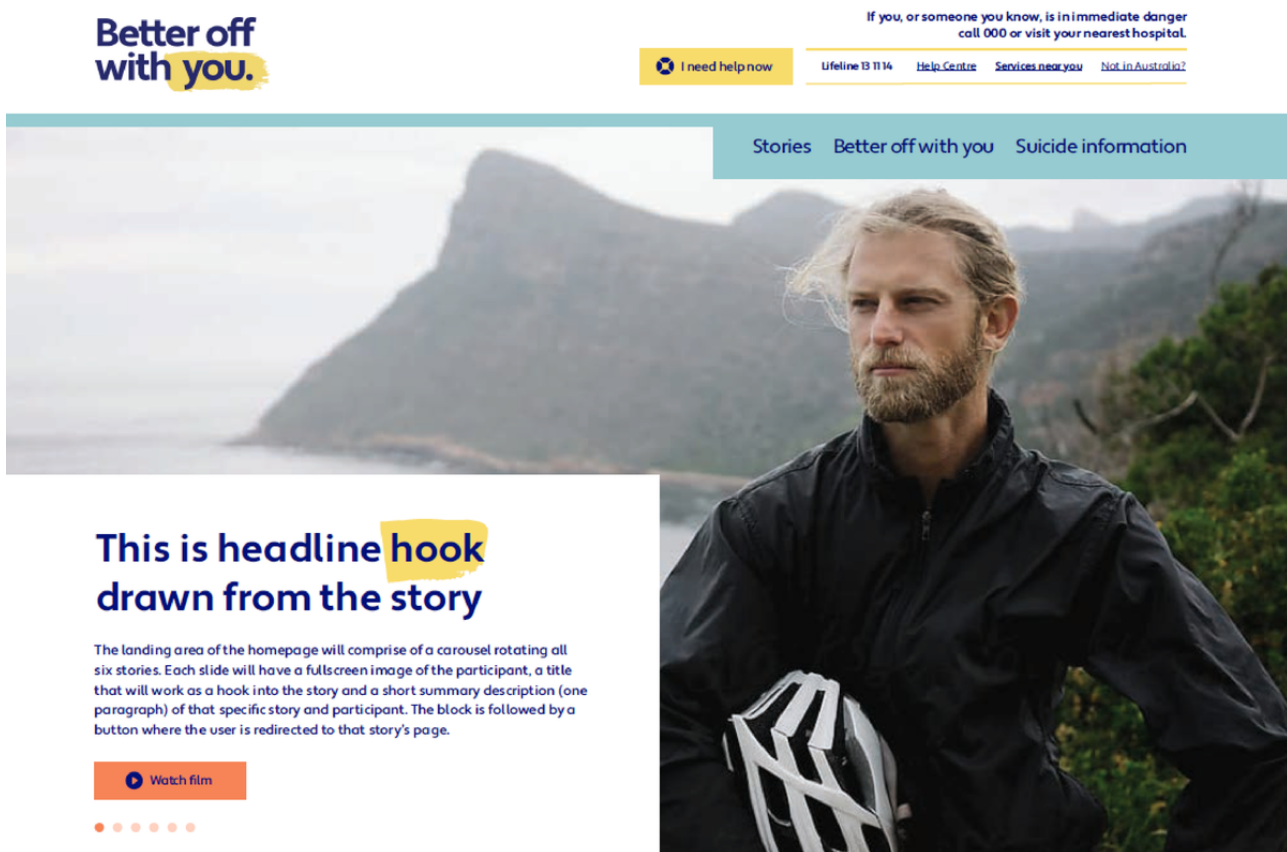 Better off
with you.
If you, or someone you know, is in immediate danger
call 000 or visit your nearest hospital.
I need help now
Lifeline 13 11 14 Help Centre Services near you Not in Australia?
Stories Better off with you Suicide information
This is headline hook
drawn from the story
The landing area of the homepage will comprise of a carousel rotating all
six stories. Each slide will have a fullscreen image of the participant, a title
that will work as a hook into the story and a short summary description (one
paragraph) of that specific story and participant. The block is followed by a
button where the user is redirected to that story's page.
Watch film